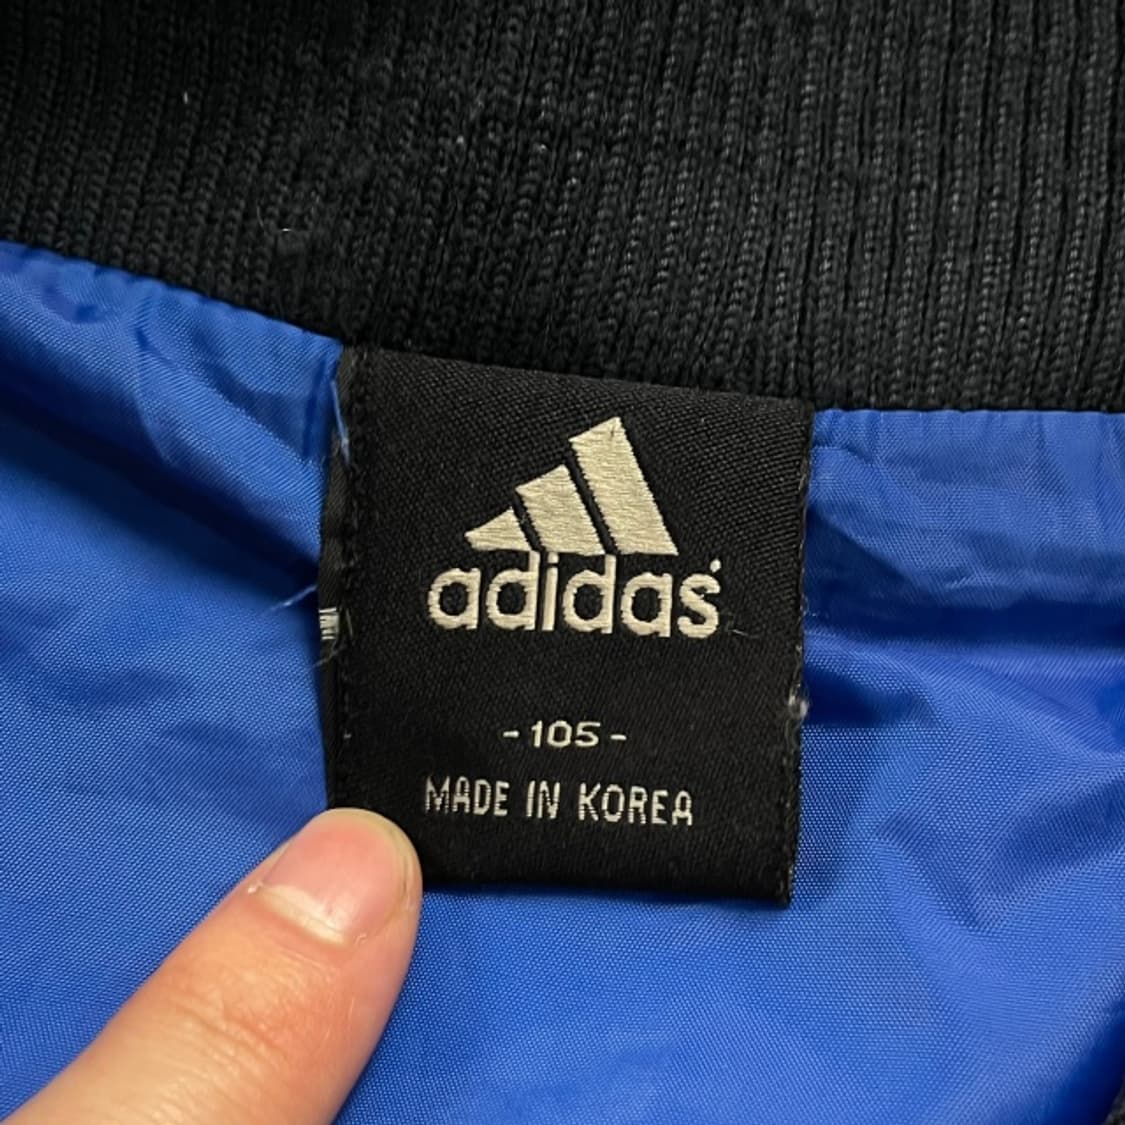 adidas
- 105 -
MADE IN KOREA